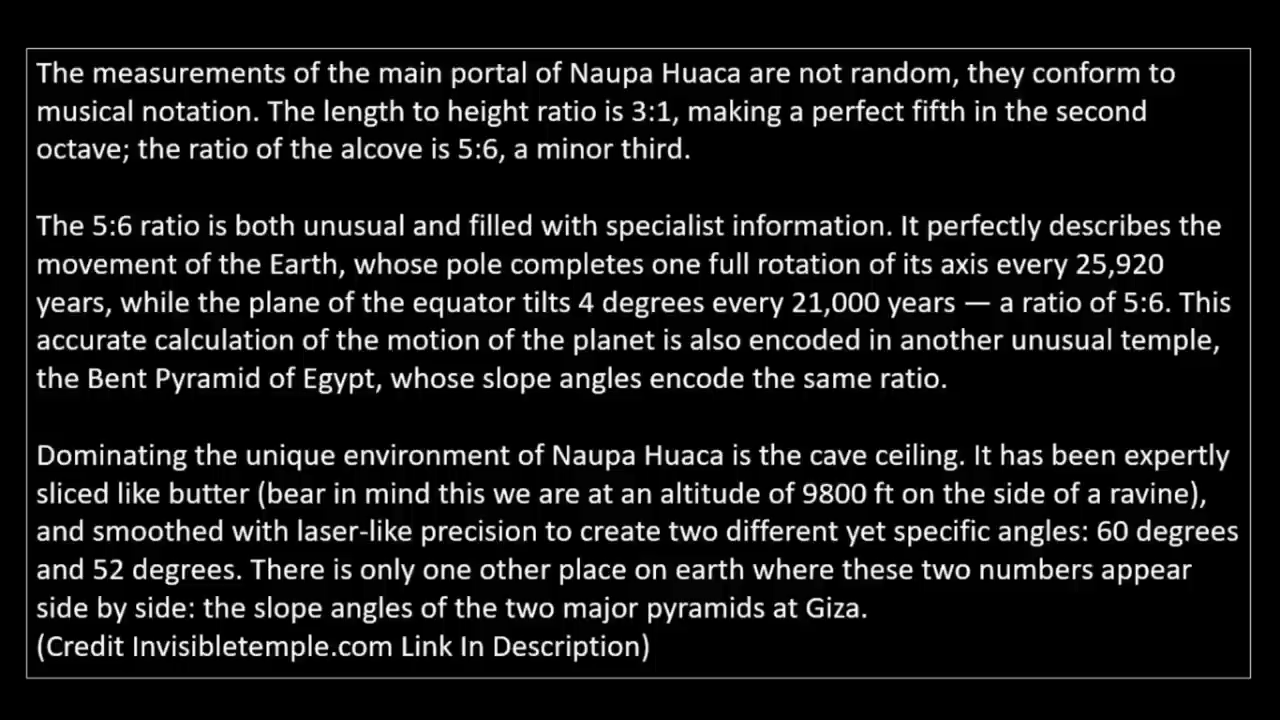 The measurements of the main portal of Naupa Huaca are not random, they conform to
musical notation. The length to height ratio is 3:1, making a perfect fifth in the second
octave; the ratio of the alcove is 5:6, a minor third.
The 5:6 ratio is both unusual and filled with specialist information. It perfectly describes the
movement of the Earth, whose pole completes one full rotation of its axis every 25,920
years, while the plane of the equator tilts 4 degrees every 21,000 years — a ratio of 5:6. This
accurate calculation of the motion of the planet is also encoded in another unusual temple,
the Bent Pyramid of Egypt, whose slope angles encode the same ratio.
Dominating the unique environment of Naupa Huaca is the cave ceiling. It has been expertly
sliced like butter (bear in mind this we are at an altitude of 9800 ft on the side of a ravine),
and smoothed with laser-like precision to create two different yet specific angles: 60 degrees
and 52 degrees. There is only one other place on earth where these two numbers appear
side by side: the slope angles of the two major pyramids at Giza.
(Credit Invisibletemple.com Link In Description)